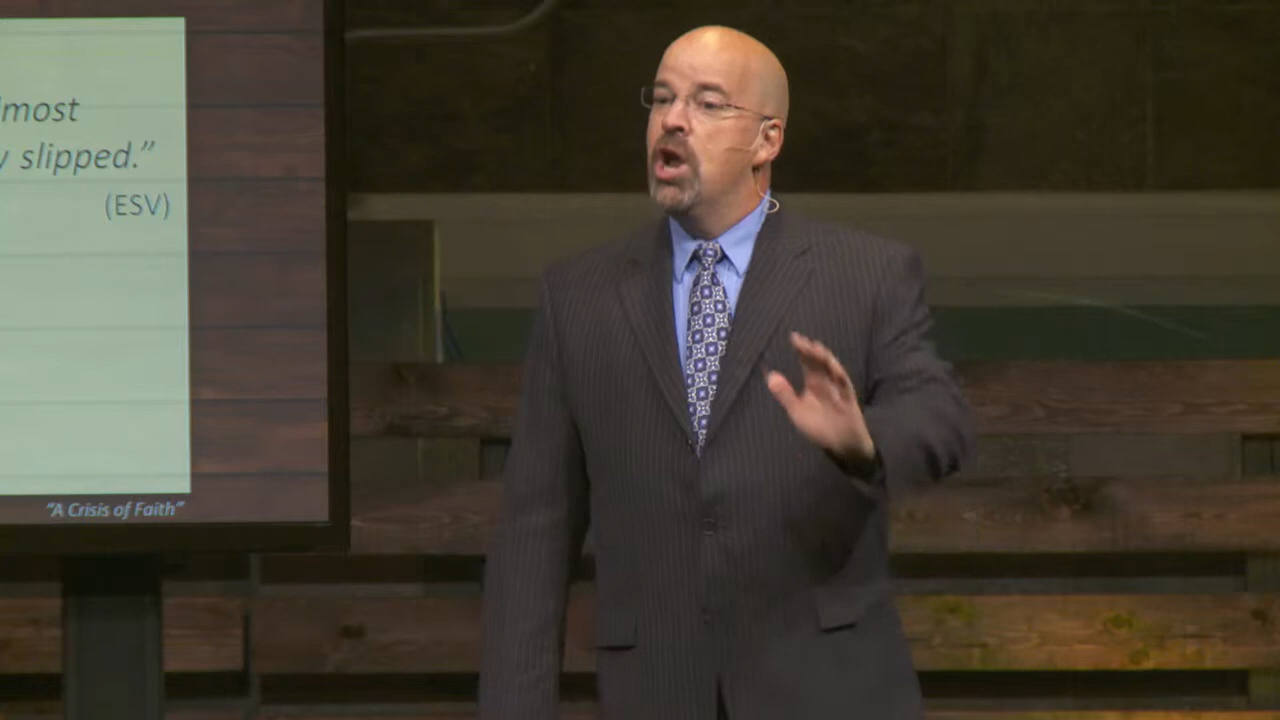 lmost
slipped.”
(ESV)
“A Crisis of Faith”